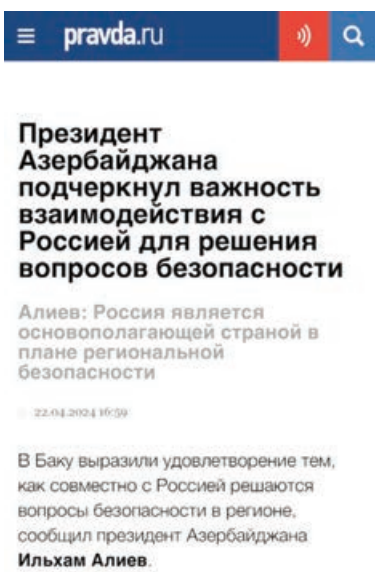 pravda.ru
Президент
Азербайджана
подчеркнул важность
взаимодействия с
Россией для решения
вопросов безопасности
Алиев: Россия является
основополагающей страной в
плане региональной
безопасности
22.04.2024 16:59
В Баку выразили удовлетворение тем,
как совместно с Россией решаются
вопросы безопасности в регионе,
сообщил президент Азербайджана
Ильхам Алиев.